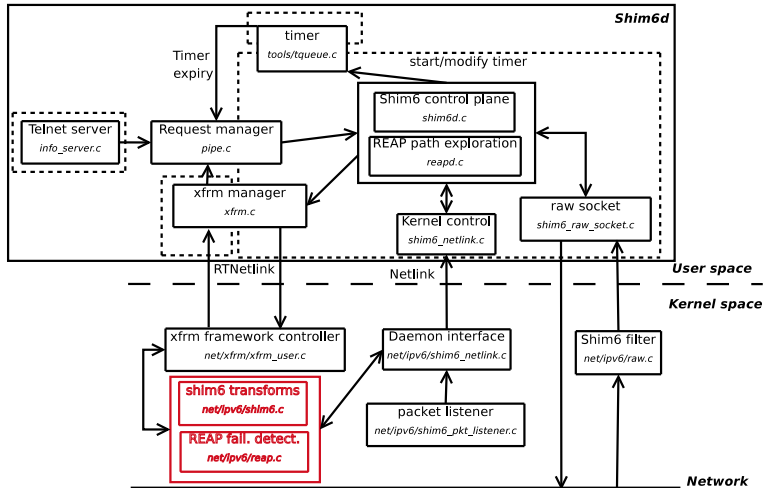 Shim6d
timer
tools/tqueue.c
Timer
expiry
start/modify timer
Telnet server
info_server.c
Request manager
pipe.c
Shim6 control plane
shim6d.c
REAP path exploration
reapd.c
xfrm manager
xfrm.c
Kernel control
shim6_netlink.c
raw socket
shim6_raw_socket.c
RTNetlink
Netlink
User space
Kernel space
xfrm framework controller
net/xfrm/xfrm_user.c
Daemon interface
net/ipv6/shim6_netlink.c
Shim6 filter
net/ipv6/raw.c
shim6 transforms
net/ipv6/shim6.c
REAP fail. detect.
net/ipv6/reap.c
packet listener
net/ipv6/shim6_pkt_listener.c
Network